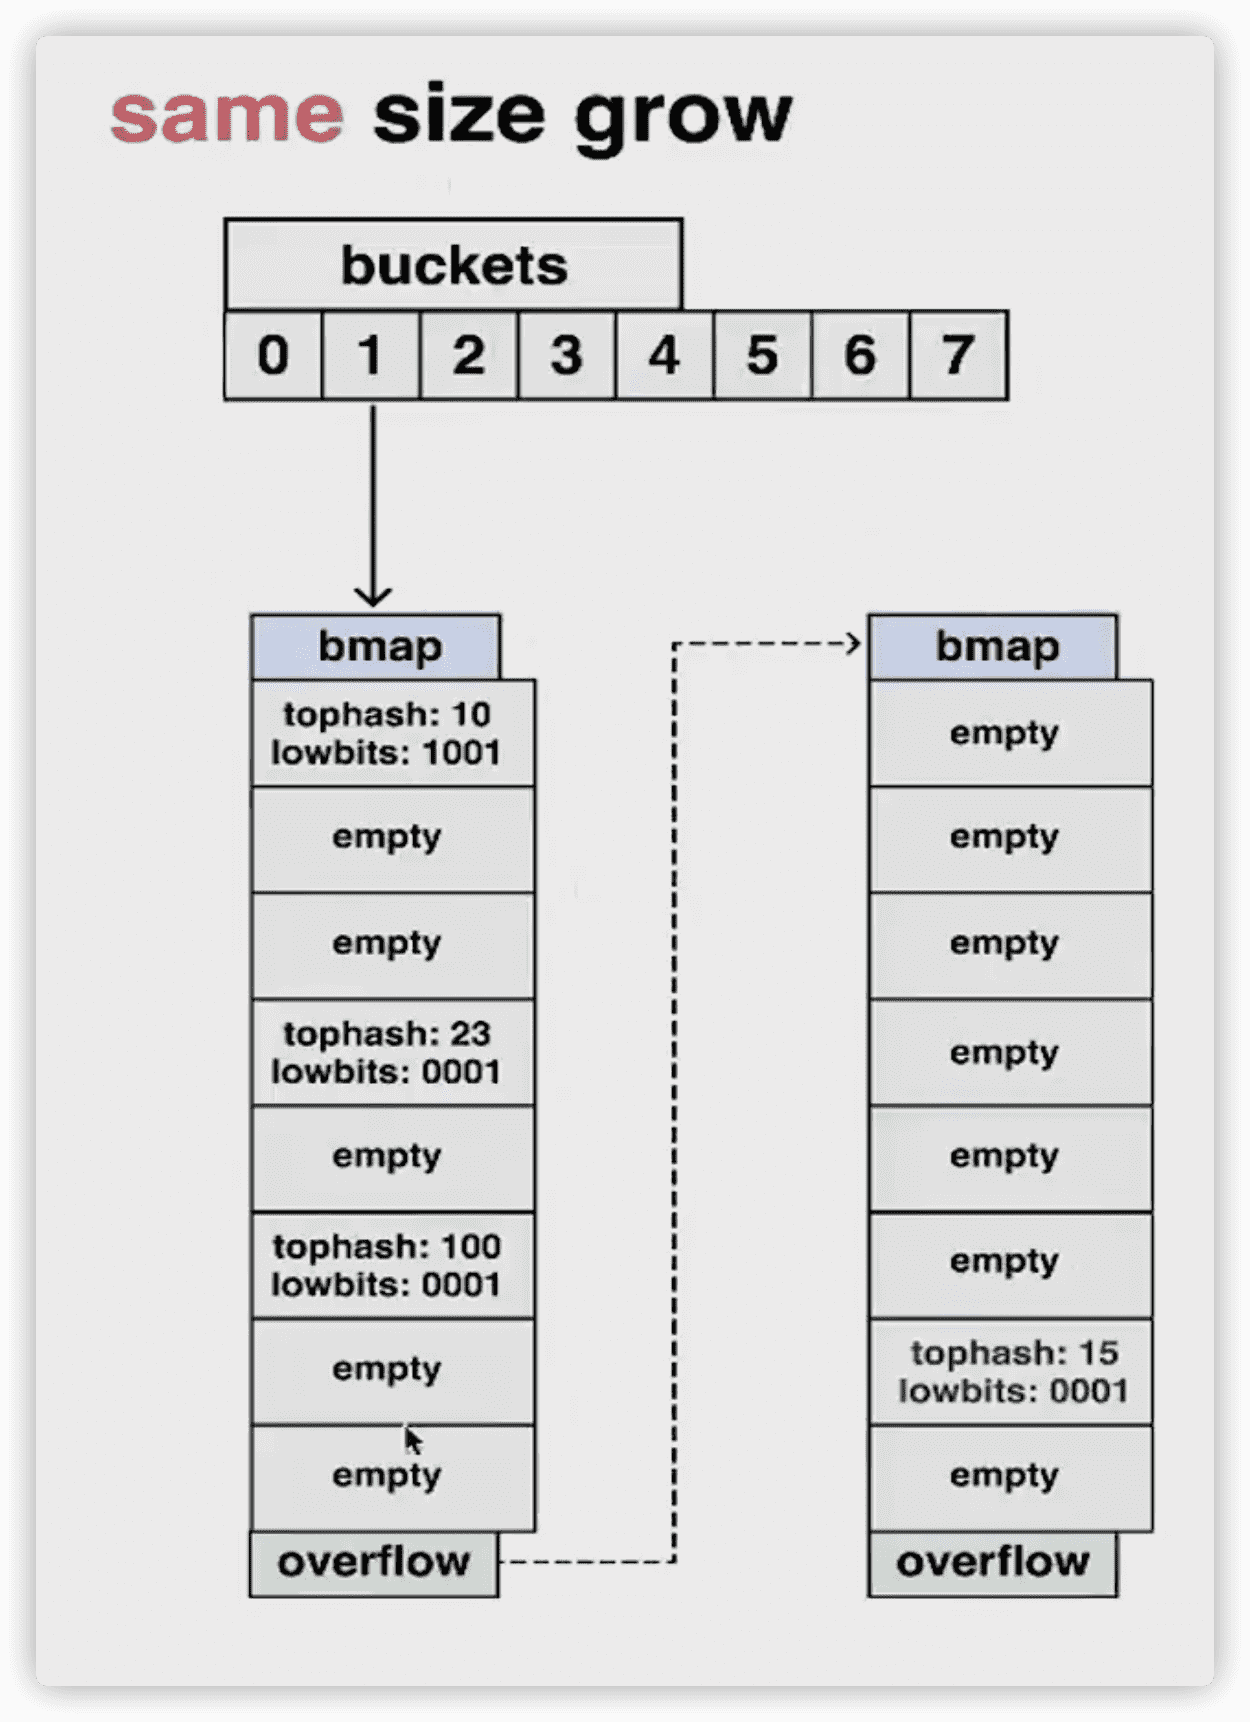 same size grow
buckets
0 1 2 3 4 5 6 7
bmap
tophash: 10
lowbits: 1001
empty
empty
tophash: 23
lowbits: 0001
empty
tophash: 100
lowbits: 0001
empty
empty
overflow
bmap
empty
empty
empty
empty
empty
empty
tophash: 15
lowbits: 0001
empty
overflow